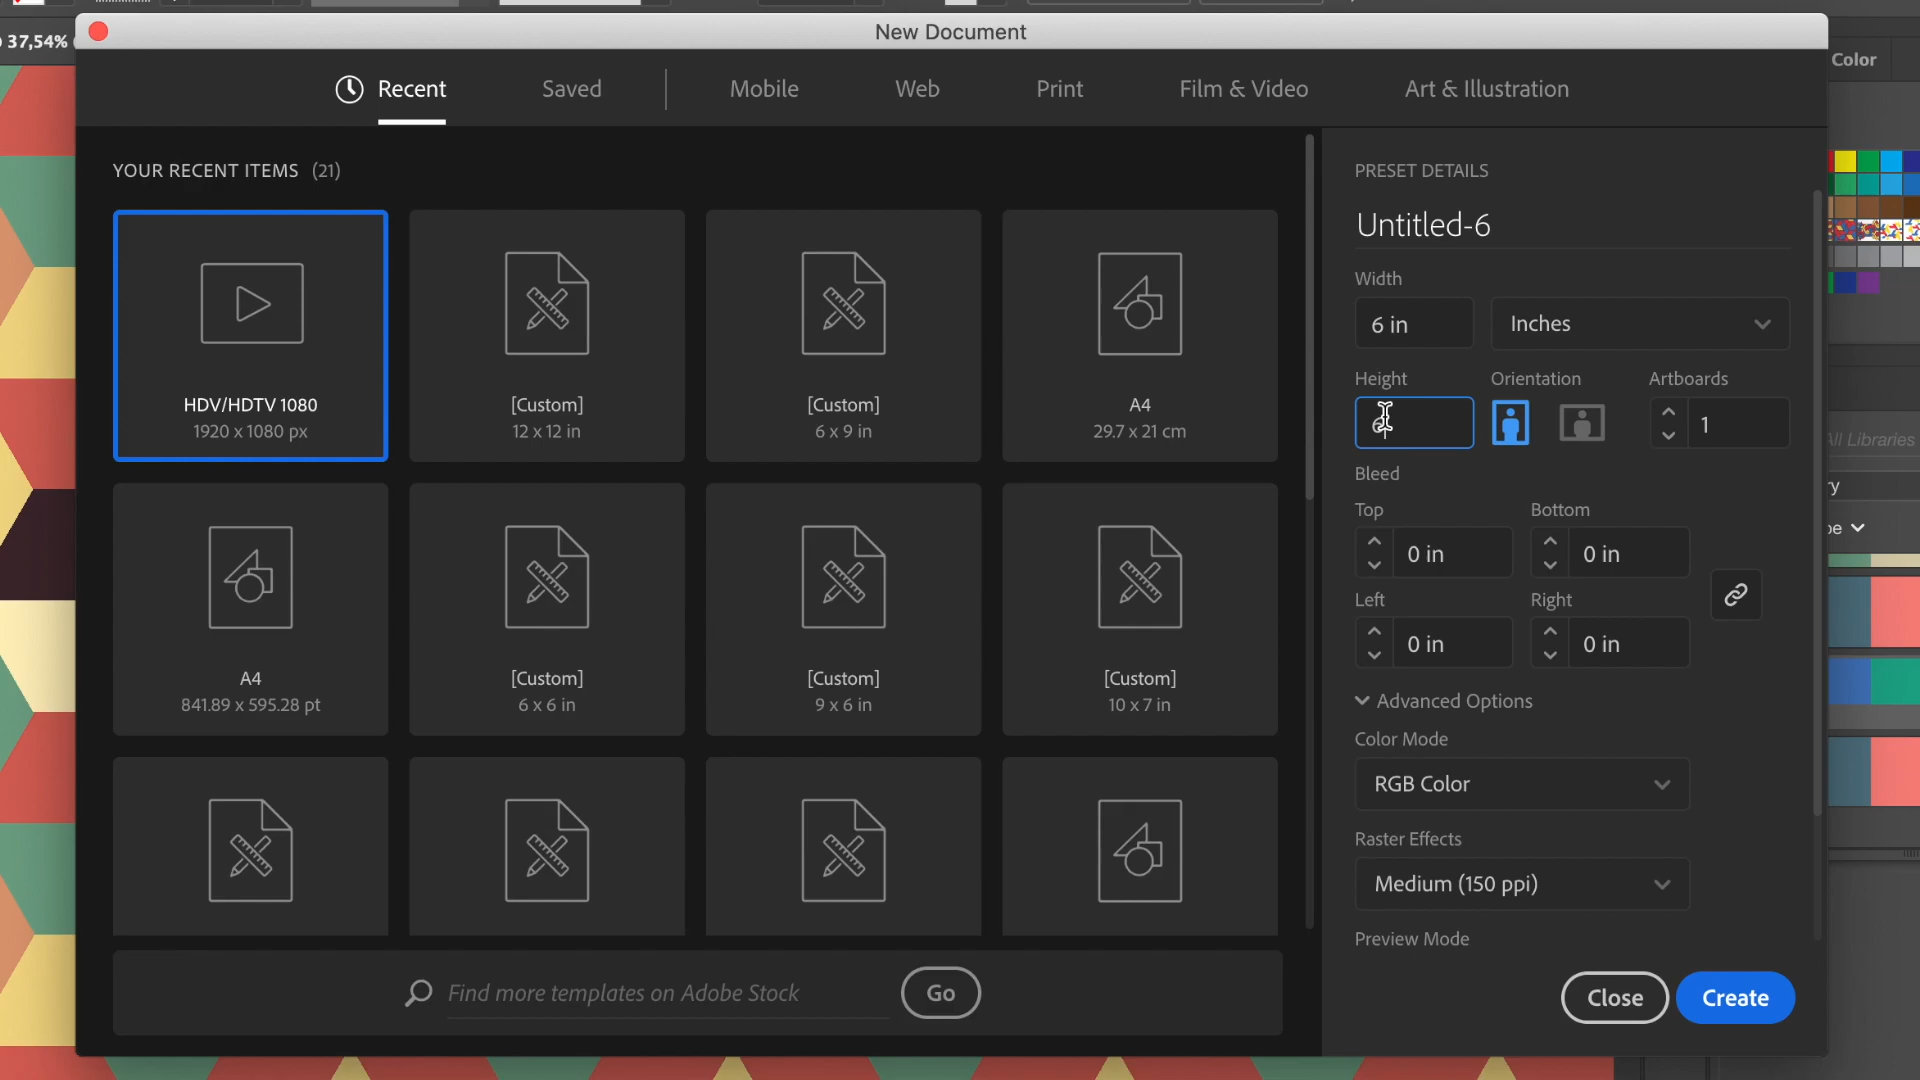 37,54%
New Document
Color
Recent
Saved
Mobile
Web
Print
Film & Video
Art & Illustration
YOUR RECENT ITEMS (21)
HDV/HDTV 1080
1920 x 1080 px
[Custom]
12 x 12 in
[Custom]
6 x 9 in
A4
29.7 x 21 cm
A4
841.89 x 595.28 pt
[Custom]
6 x 6 in
[Custom]
9 x 6 in
[Custom]
10 x 7 in
Find more templates on Adobe Stock
Go
PRESET DETAILS
Untitled-6
Width
6 in
Inches
Height
Orientation
Artboards
6
1
Bleed
Top
Bottom
0 in
0 in
Left
Right
0 in
0 in
Advanced Options
Color Mode
RGB Color
Raster Effects
Medium (150 ppi)
Preview Mode
Close
Create
All Libraries